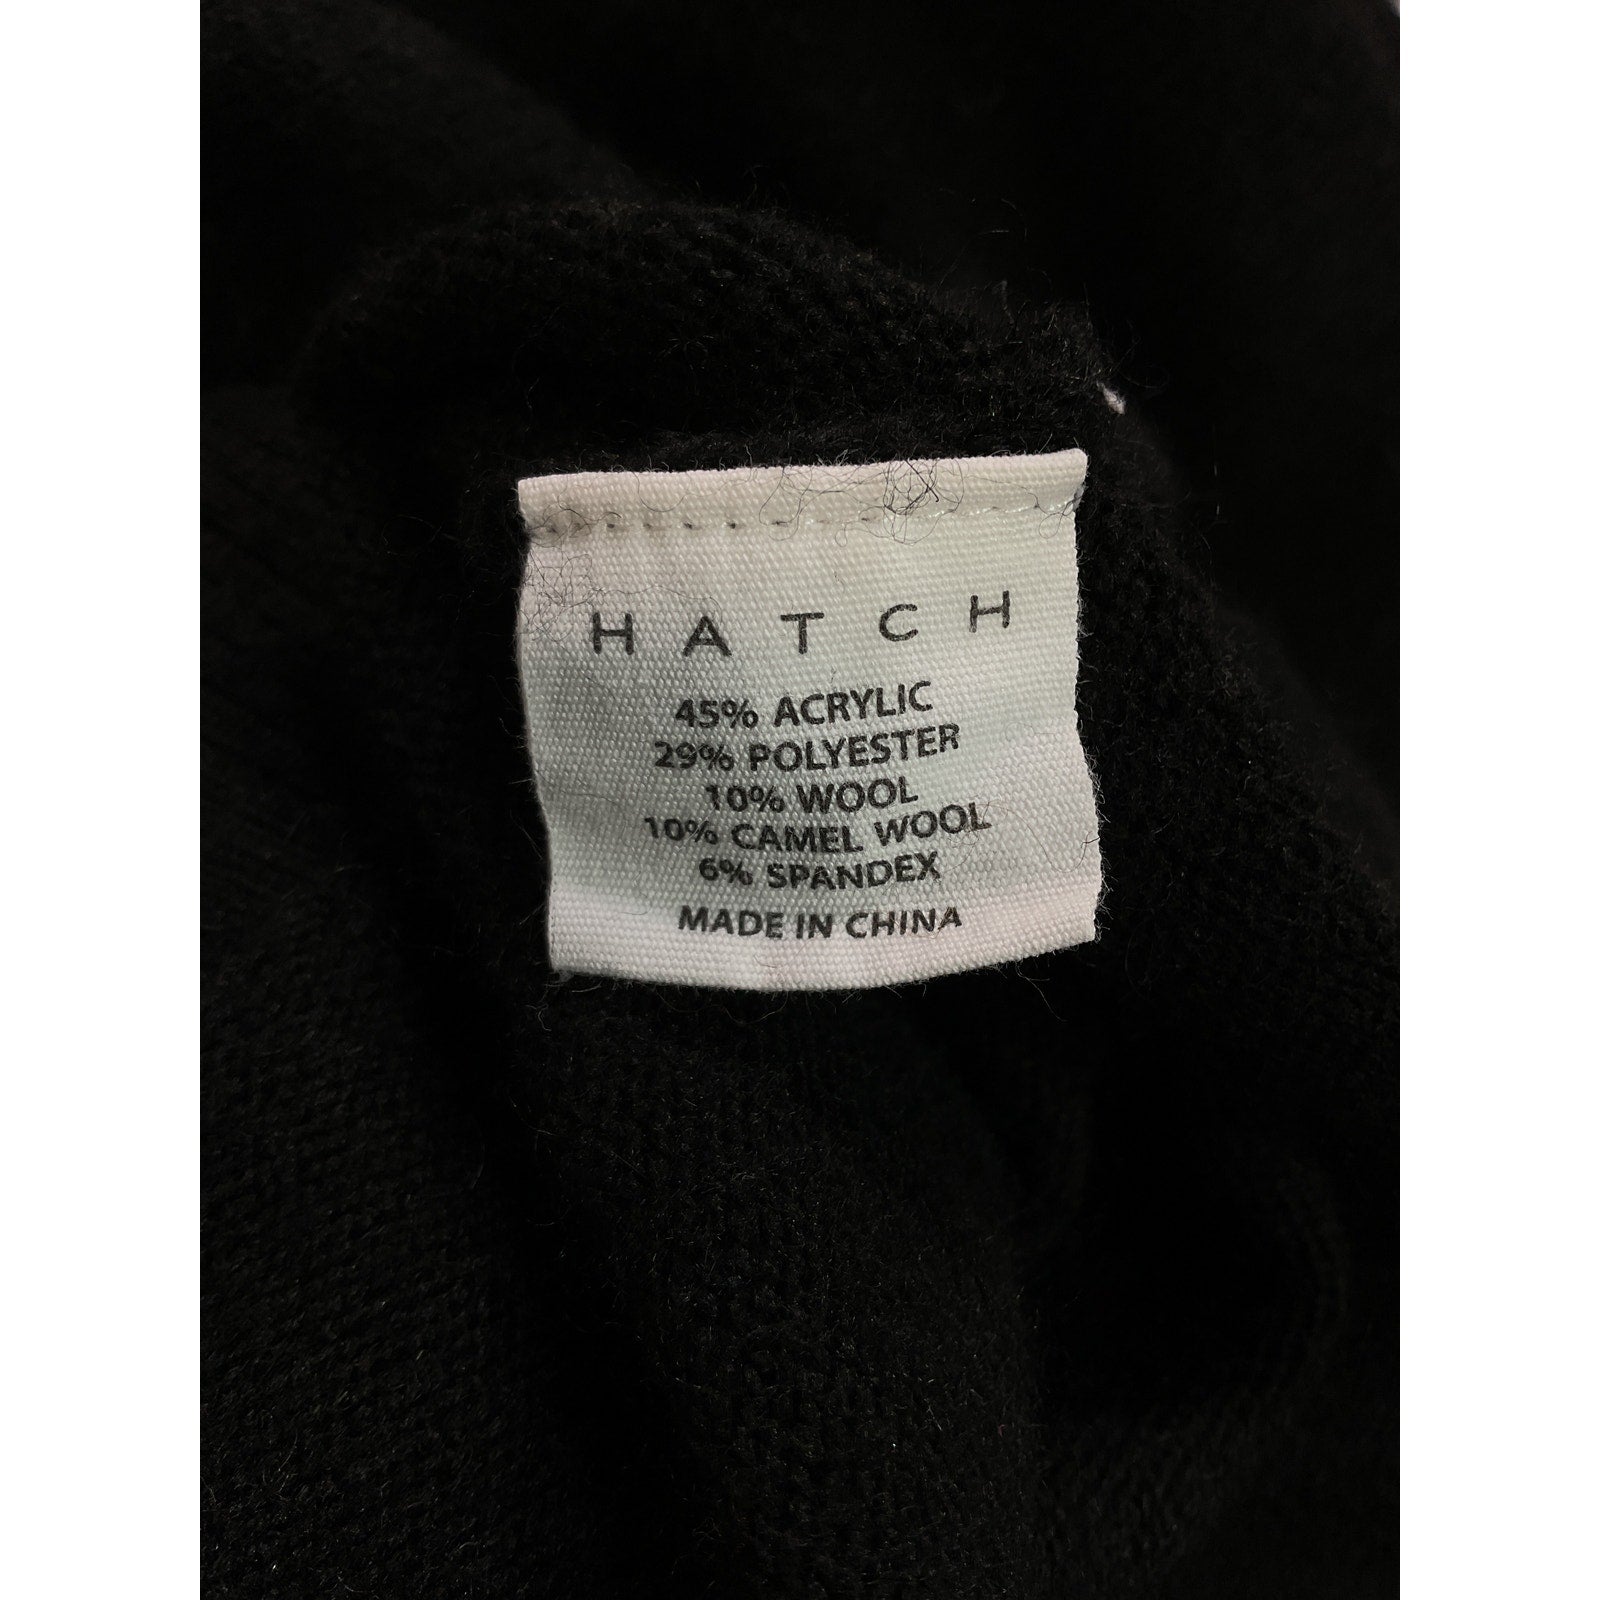 HATCH
45% ACRYLIC
29% POLYESTER
10% WOOL
10% CAMEL WOOL
6% SPANDEX
MADE IN CHINA